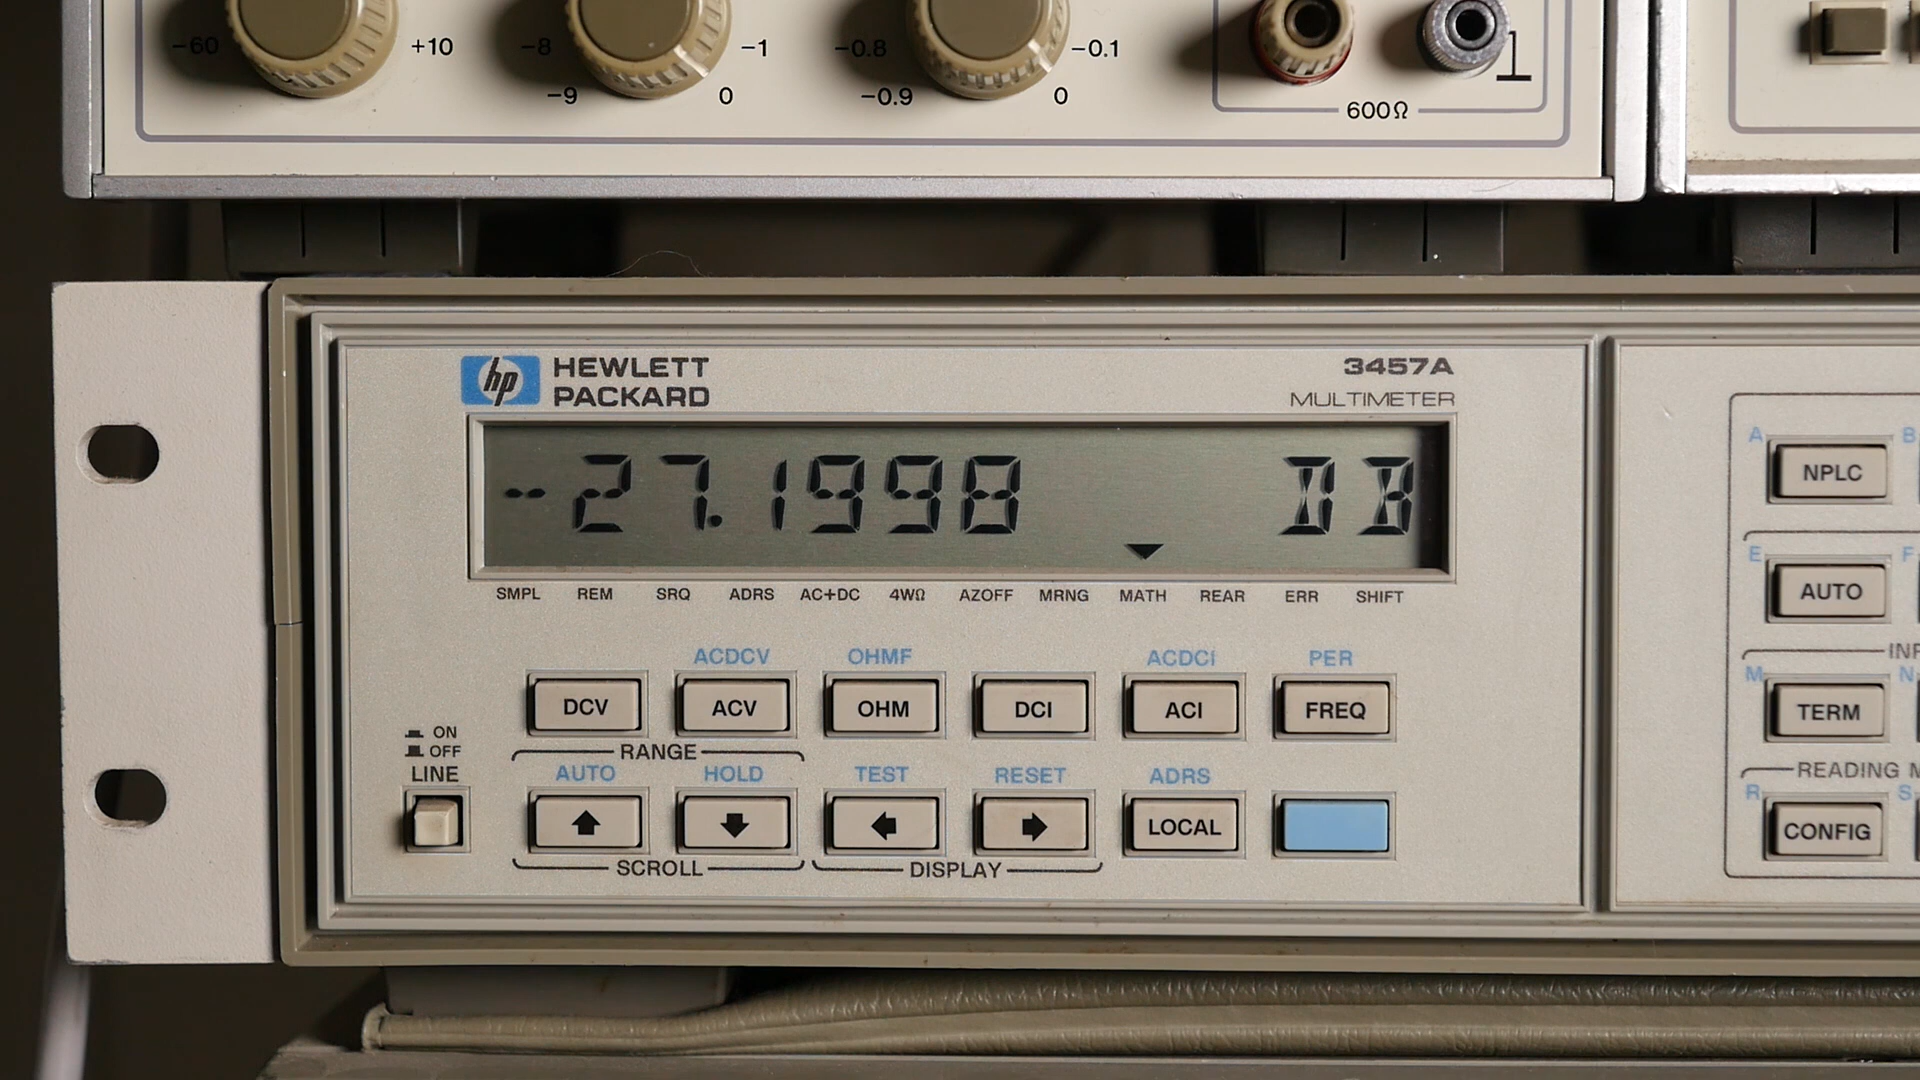 -60 +10 -8 -1 -0.8 -0.1
-9 0 -0.9 0
600Ω
hp HEWLETT PACKARD
3457A
MULTIMETER
-27.1998 DB
SMPL REM SRQ ADRS AC+DC 4WΩ AZOFF MRNG MATH REAR ERR SHIFT
ACDCV OHMF ACDCI PER
DCV ACV OHM DCI ACI FREQ
ON
OFF
LINE
RANGE
AUTO HOLD TEST RESET ADRS
LOCAL
SCROLL DISPLAY
A B
NPLC
E F
AUTO
M N
TERM
READING
R S
CONFIG